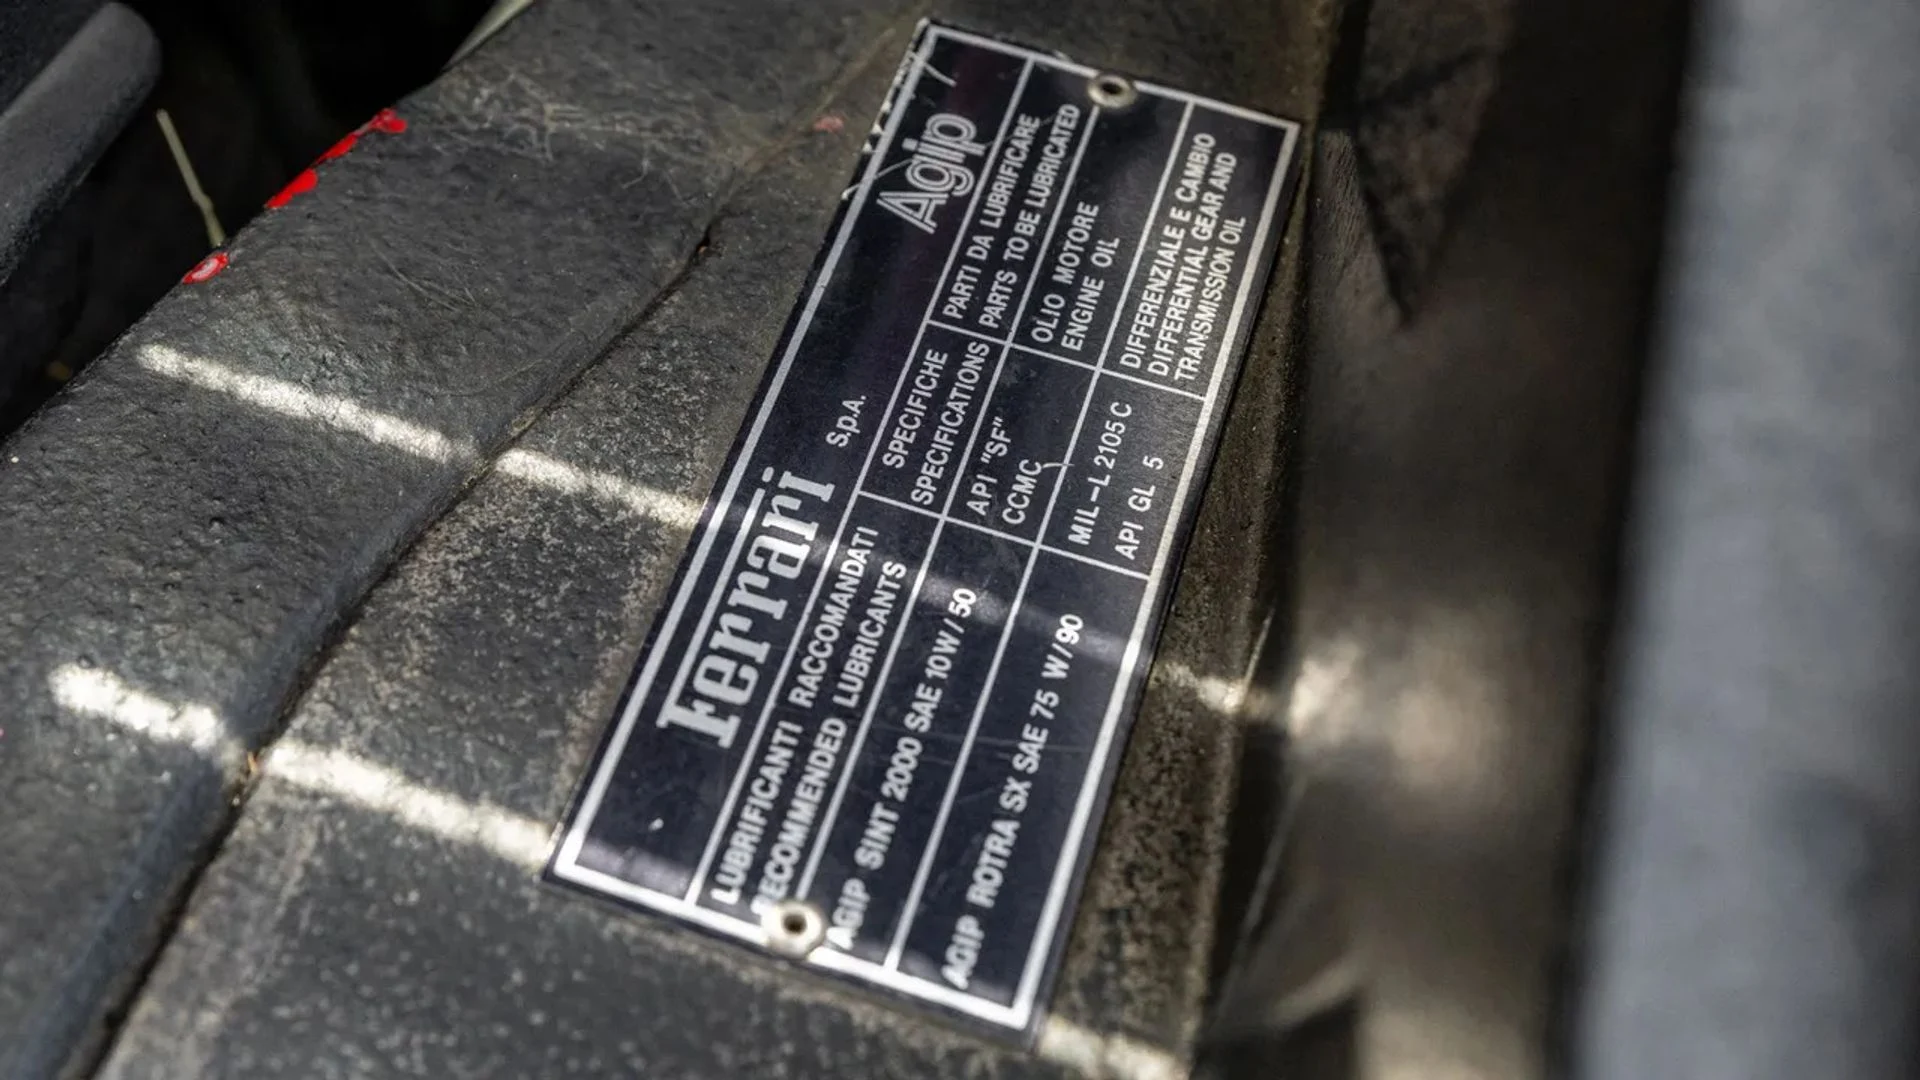 Ferrari S.p.A. Agip
LUBRIFICANTI RACCOMANDATI
RECOMMENDED LUBRICANTS
SPECIFICHE
SPECIFICATIONS
PARTI DA LUBRIFICARE
PARTS TO BE LUBRICATED
AGIP SINT 2000 SAE 10W/50
API "SF"
CCMC
OLIO MOTORE
ENGINE OIL
AGIP ROTRA SX SAE 75 W/90
MIL-L 2105 C
API GL 5
DIFFERENZIALE E CAMBIO
DIFFERENTIAL GEAR AND
TRANSMISSION OIL